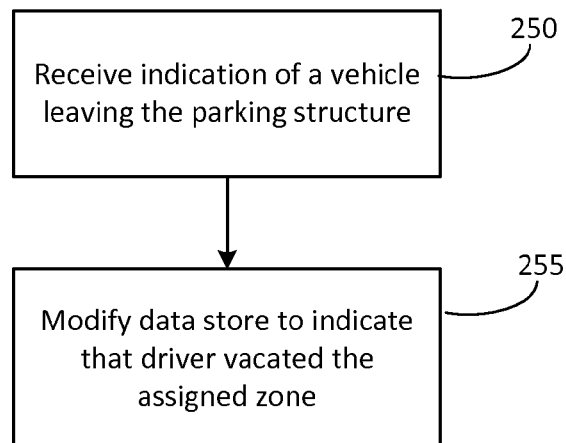 250
Receive indication of a vehicle
leaving the parking structure
255
Modify data store to indicate
that driver vacated the
assigned zone